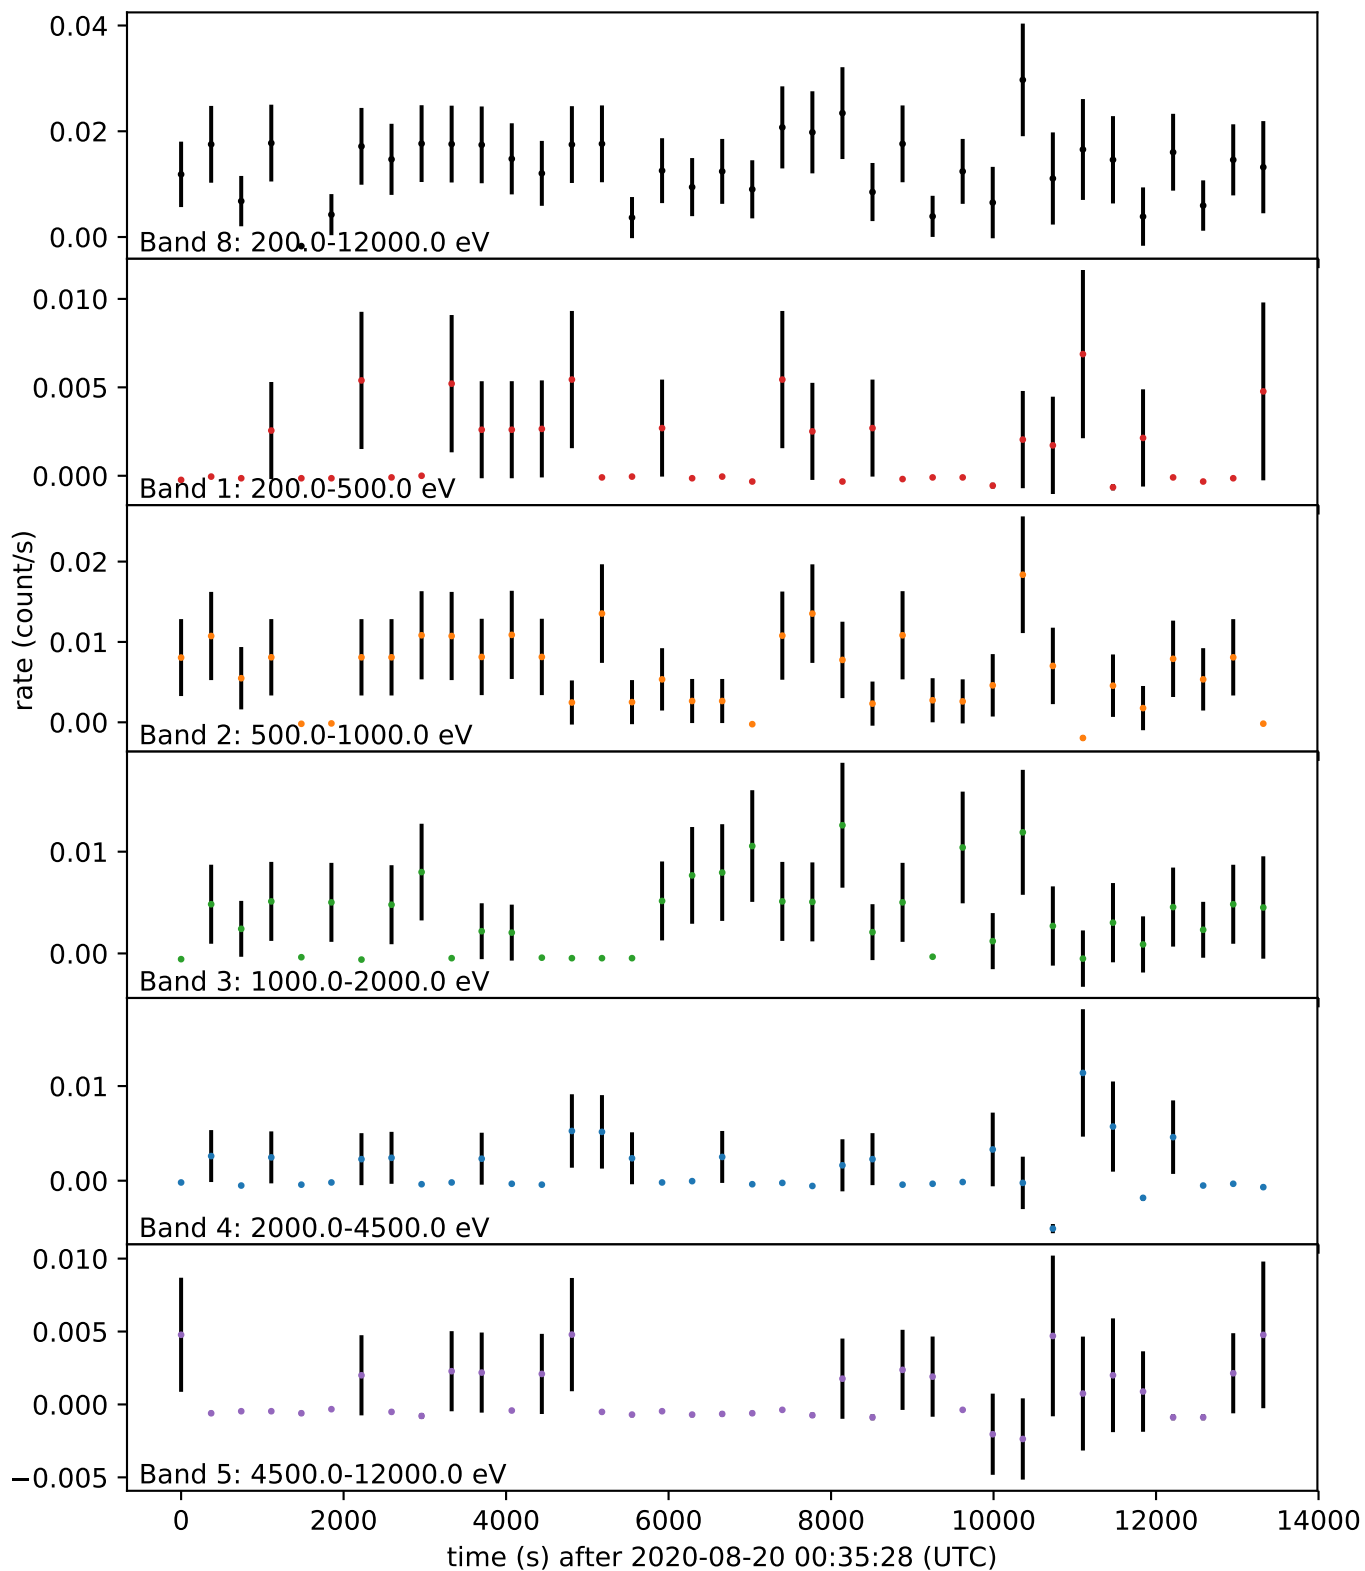 0.04
0.02
0.00
Band 8: 200.0-12000.0 eV
0.010
0.005
0.000
Band 1: 200.0-500.0 eV
rate (count/s)
0.02
0.01
0.00
Band 2: 500.0-1000.0 eV
0.01
0.00
Band 3: 1000.0-2000.0 eV
0.01
0.00
Band 4: 2000.0-4500.0 eV
0.010
0.005
0.000
−0.005
Band 5: 4500.0-12000.0 eV
0 2000 4000 6000 8000 10000 12000 14000
time (s) after 2020-08-20 00:35:28 (UTC)